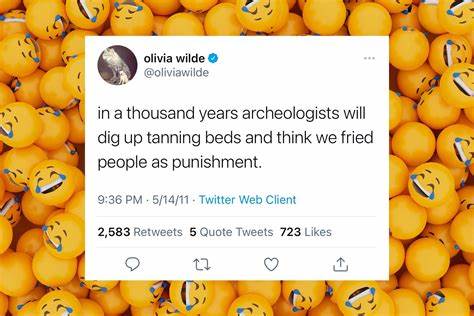 olivia wilde
@oliviawilde
in a thousand years archeologists will
dig up tanning beds and think we fried
people as punishment.
9:36 PM · 5/14/11 · Twitter Web Client
2,583 Retweets 5 Quote Tweets 723 Likes